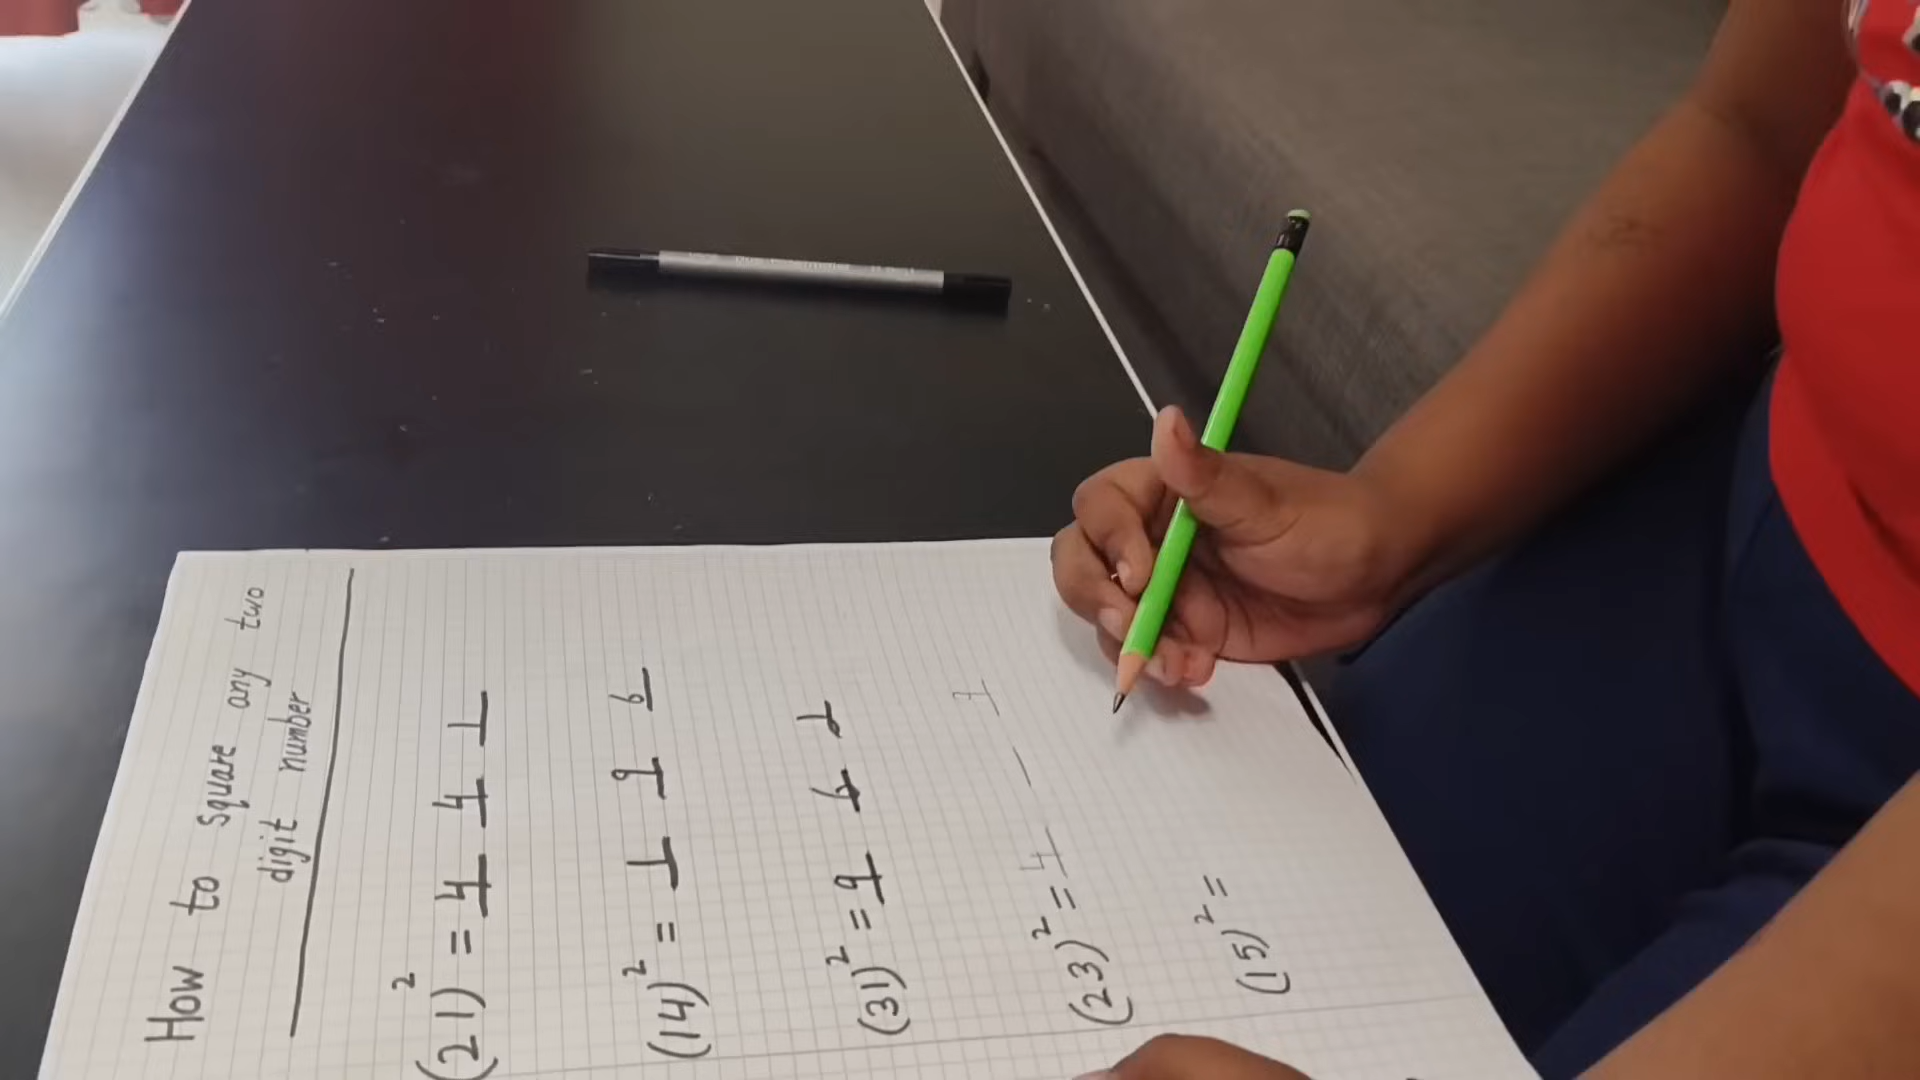 How to square any two
digit number
(21)² = 4 4 1
(14)² = 1 9 6
(31)² = 9 6 1
(23)² = 4 _
(15)² =